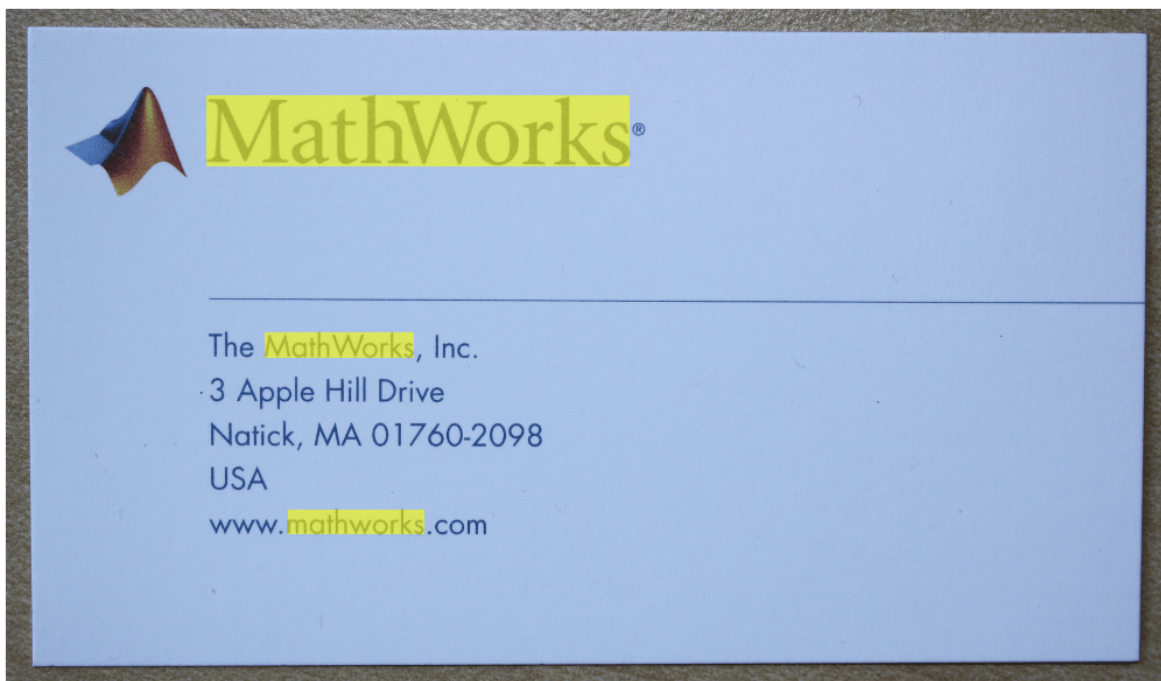 MathWorks®
The MathWorks, Inc.
3 Apple Hill Drive
Natick, MA 01760-2098
USA
www.mathworks.com